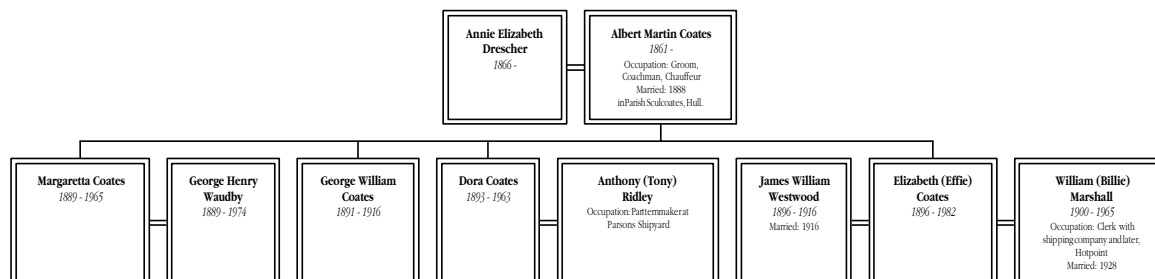 Annie Elizabeth
Drescher
1866 -
Albert Martin Coates
1861 -
Occupation: Groom,
Coachman, Chauffeur
Married: 1888
in Parish Sculcoates, Hull.
Margaretta Coates
1889 - 1965
George Henry
Waudby
1889 - 1974
George William
Coates
1891 - 1916
Dora Coates
1893 - 1963
Anthony (Tony)
Ridley
Occupation: Patternmaker at
Parsons Shipyard
James William
Westwood
1896 - 1916
Married: 1916
Elizabeth (Effie)
Coates
1896 - 1982
William (Billie)
Marshall
1900 - 1965
Occupation: Clerk with
shipping company and later,
Hotpoint
Married: 1928